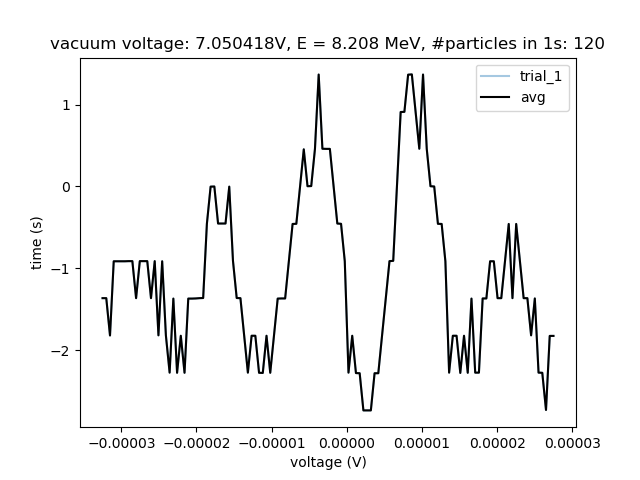 vacuum voltage: 7.050418V, E = 8.208 MeV, #particles in 1s: 120
trial_1
avg
1
0
−1
−2
time (s)
−0.00003 −0.00002 −0.00001 0.00000 0.00001 0.00002 0.00003
voltage (V)